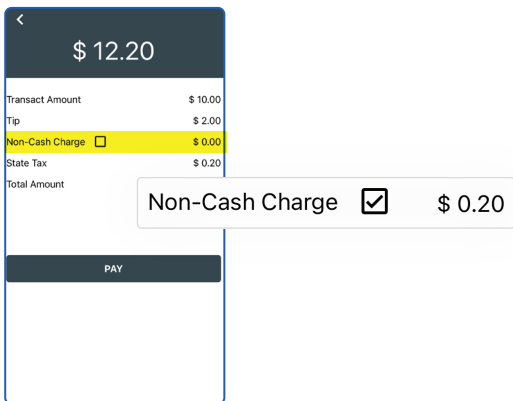 $ 12.20
Transact Amount $ 10.00
Tip $ 2.00
Non-Cash Charge $ 0.00
State Tax $ 0.20
Total Amount
Non-Cash Charge $ 0.20
PAY